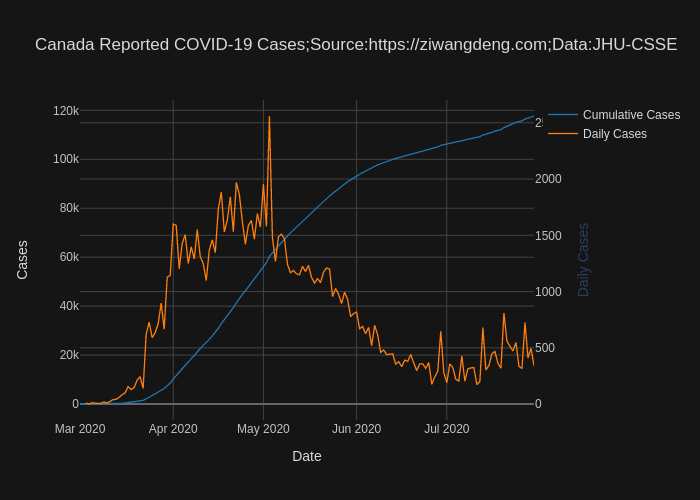 Canada Reported COVID-19 Cases;Source:https://ziwangdeng.com;Data:JHU-CSSE
Cumulative Cases
Daily Cases
120k
100k
80k
60k
40k
20k
0
Cases
2000
1500
1000
500
0
Daily Cases
Mar 2020
Apr 2020
May 2020
Jun 2020
Jul 2020
Date